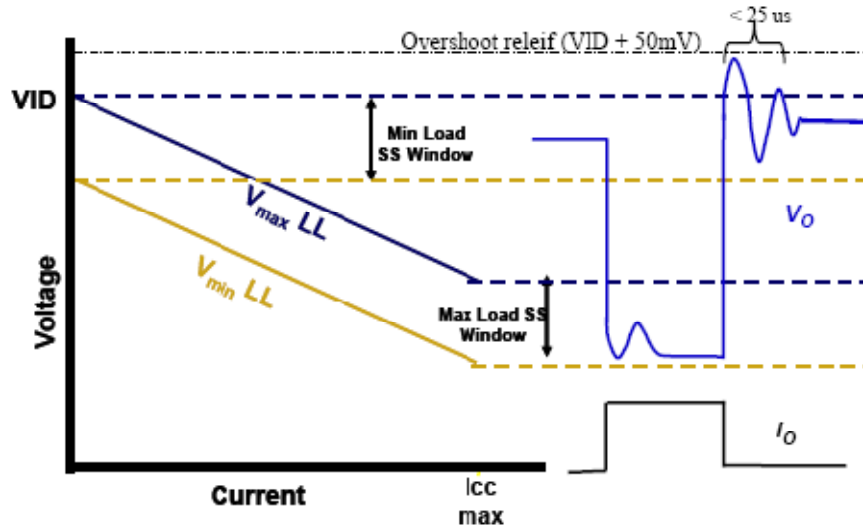 < 25 us
Overshoot releif (VID + 50mV)
VID
Min Load
SS Window
Vmax LL
Vmin LL
VO
Voltage
Max Load SS
Window
IO
Current
Icc
max